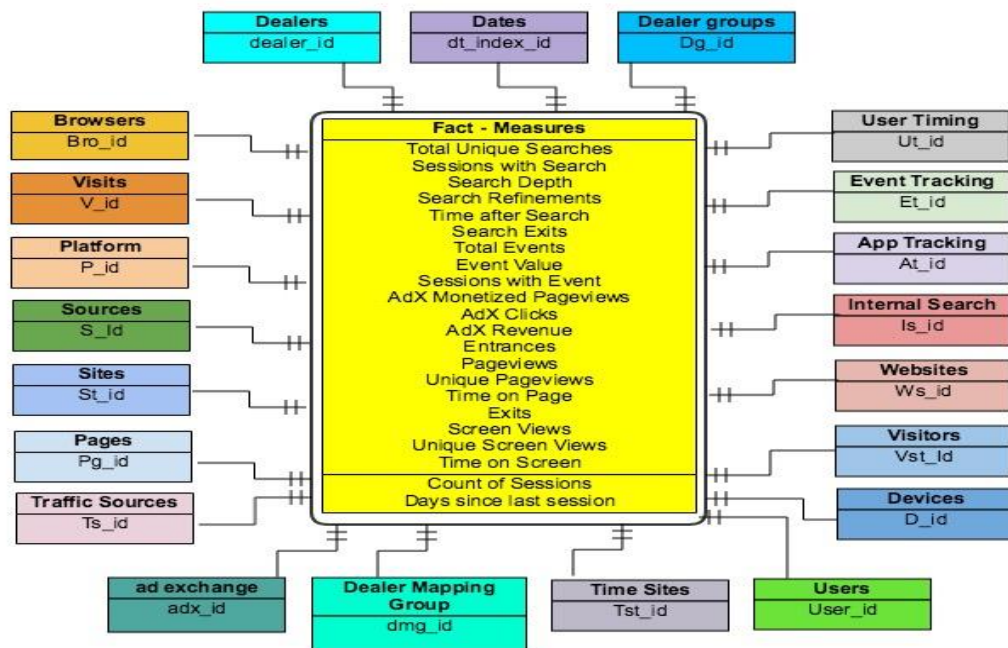 Dealers
dealer_id
Dates
dt_index_id
Dealer groups
Dg_id
Browsers
Bro_id
Visits
V_id
Platform
P_id
Sources
S_Id
Sites
St_id
Pages
Pg_id
Traffic Sources
Ts_id
Fact - Measures
Total Unique Searches
Sessions with Search
Search Depth
Search Refinements
Time after Search
Search Exits
Total Events
Event Value
Sessions with Event
AdX Monetized Pageviews
AdX Clicks
AdX Revenue
Entrances
Pageviews
Unique Pageviews
Time on Page
Exits
Screen Views
Unique Screen Views
Time on Screen
Count of Sessions
Days since last session
User Timing
Ut_id
Event Tracking
Et_id
App Tracking
At_id
Internal Search
Is_id
Websites
Ws_id
Visitors
Vst_Id
Devices
D_id
ad exchange
adx_id
Dealer Mapping
Group
dmg_id
Time Sites
Tst_id
Users
User_id